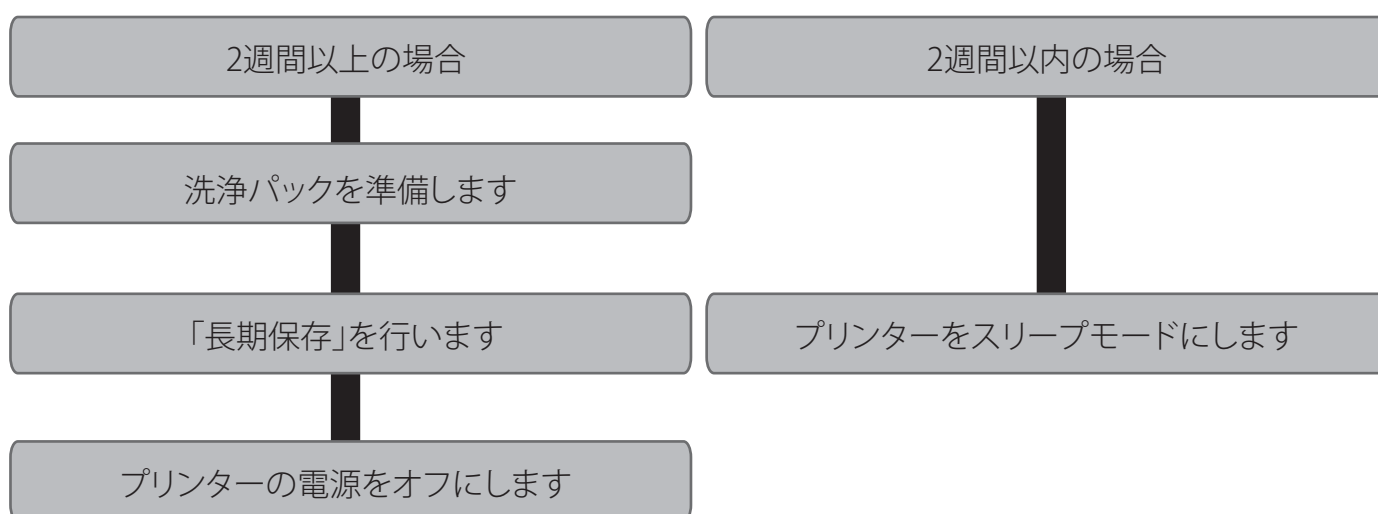 2週間以上の場合
洗浄パックを準備します
「長期保存」を行います
プリンターの電源をオフにします
2週間以内の場合
プリンターをスリープモードにします